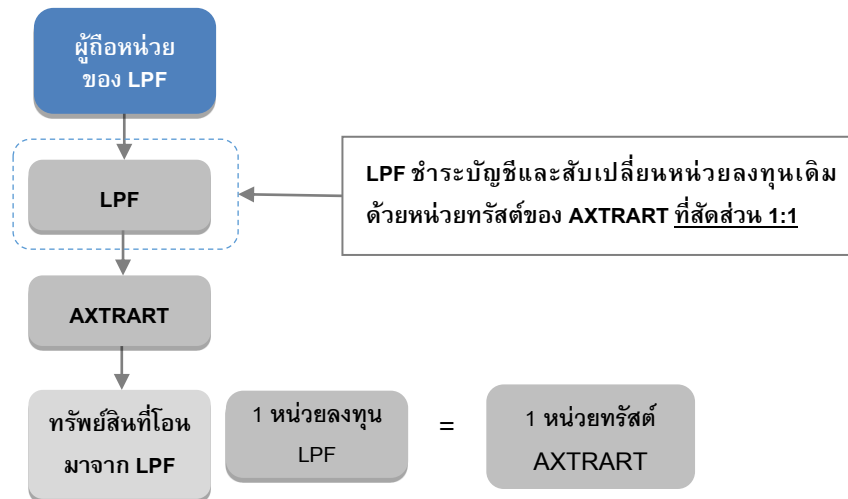 ผู้ถือหน่วย
ของ LPF
LPF
LPF ชำระบัญชีและสับเปลี่ยนหน่วยลงทุนเดิม
ด้วยหน่วยทรัสต์ของ AXTRART ที่สัดส่วน 1:1
AXTRART
ทรัพย์สินที่โอน
มาจาก LPF
1 หน่วยลงทุน
LPF
=
1 หน่วยทรัสต์
AXTRART